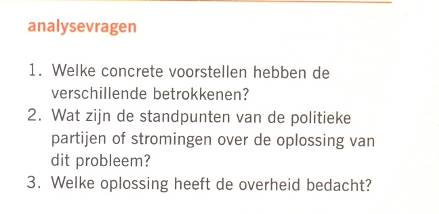 analysevragen
1. Welke concrete voorstellen hebben de
verschillende betrokkenen?
2. Wat zijn de standpunten van de politieke
partijen of stromingen over de oplossing van
dit probleem?
3. Welke oplossing heeft de overheid bedacht?